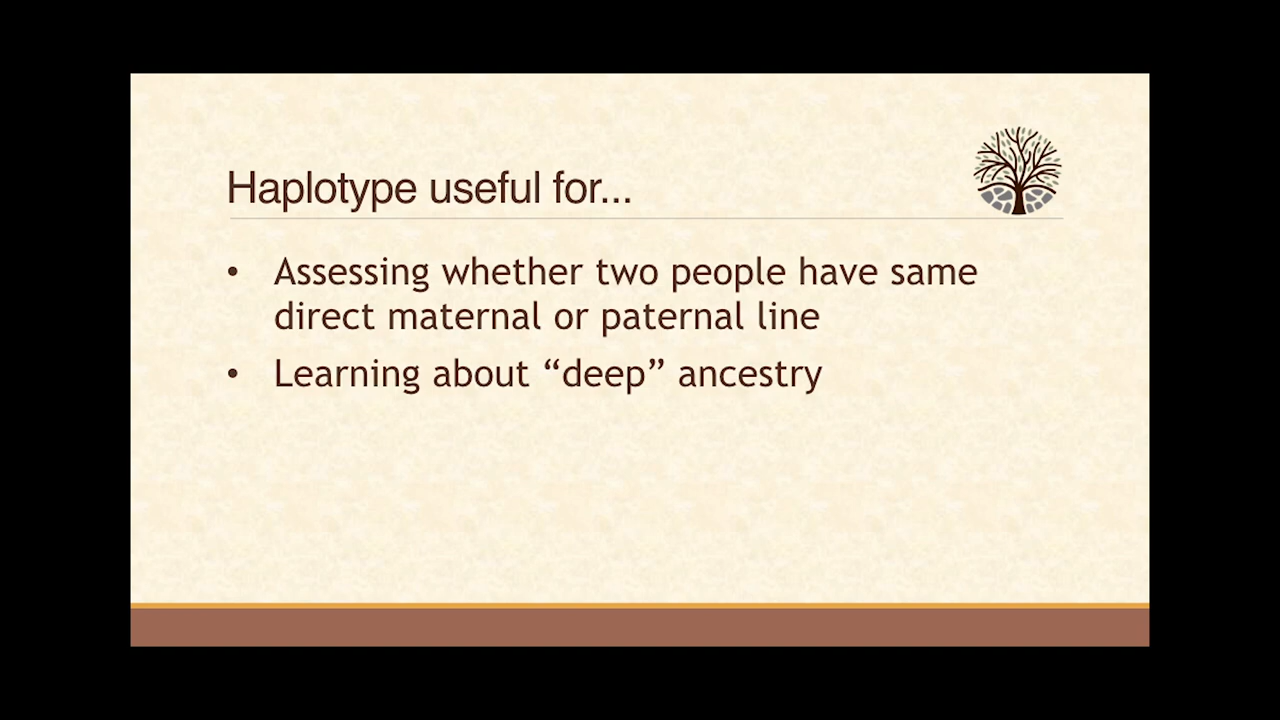 Haplotype useful for...
• Assessing whether two people have same
direct maternal or paternal line
• Learning about “deep” ancestry